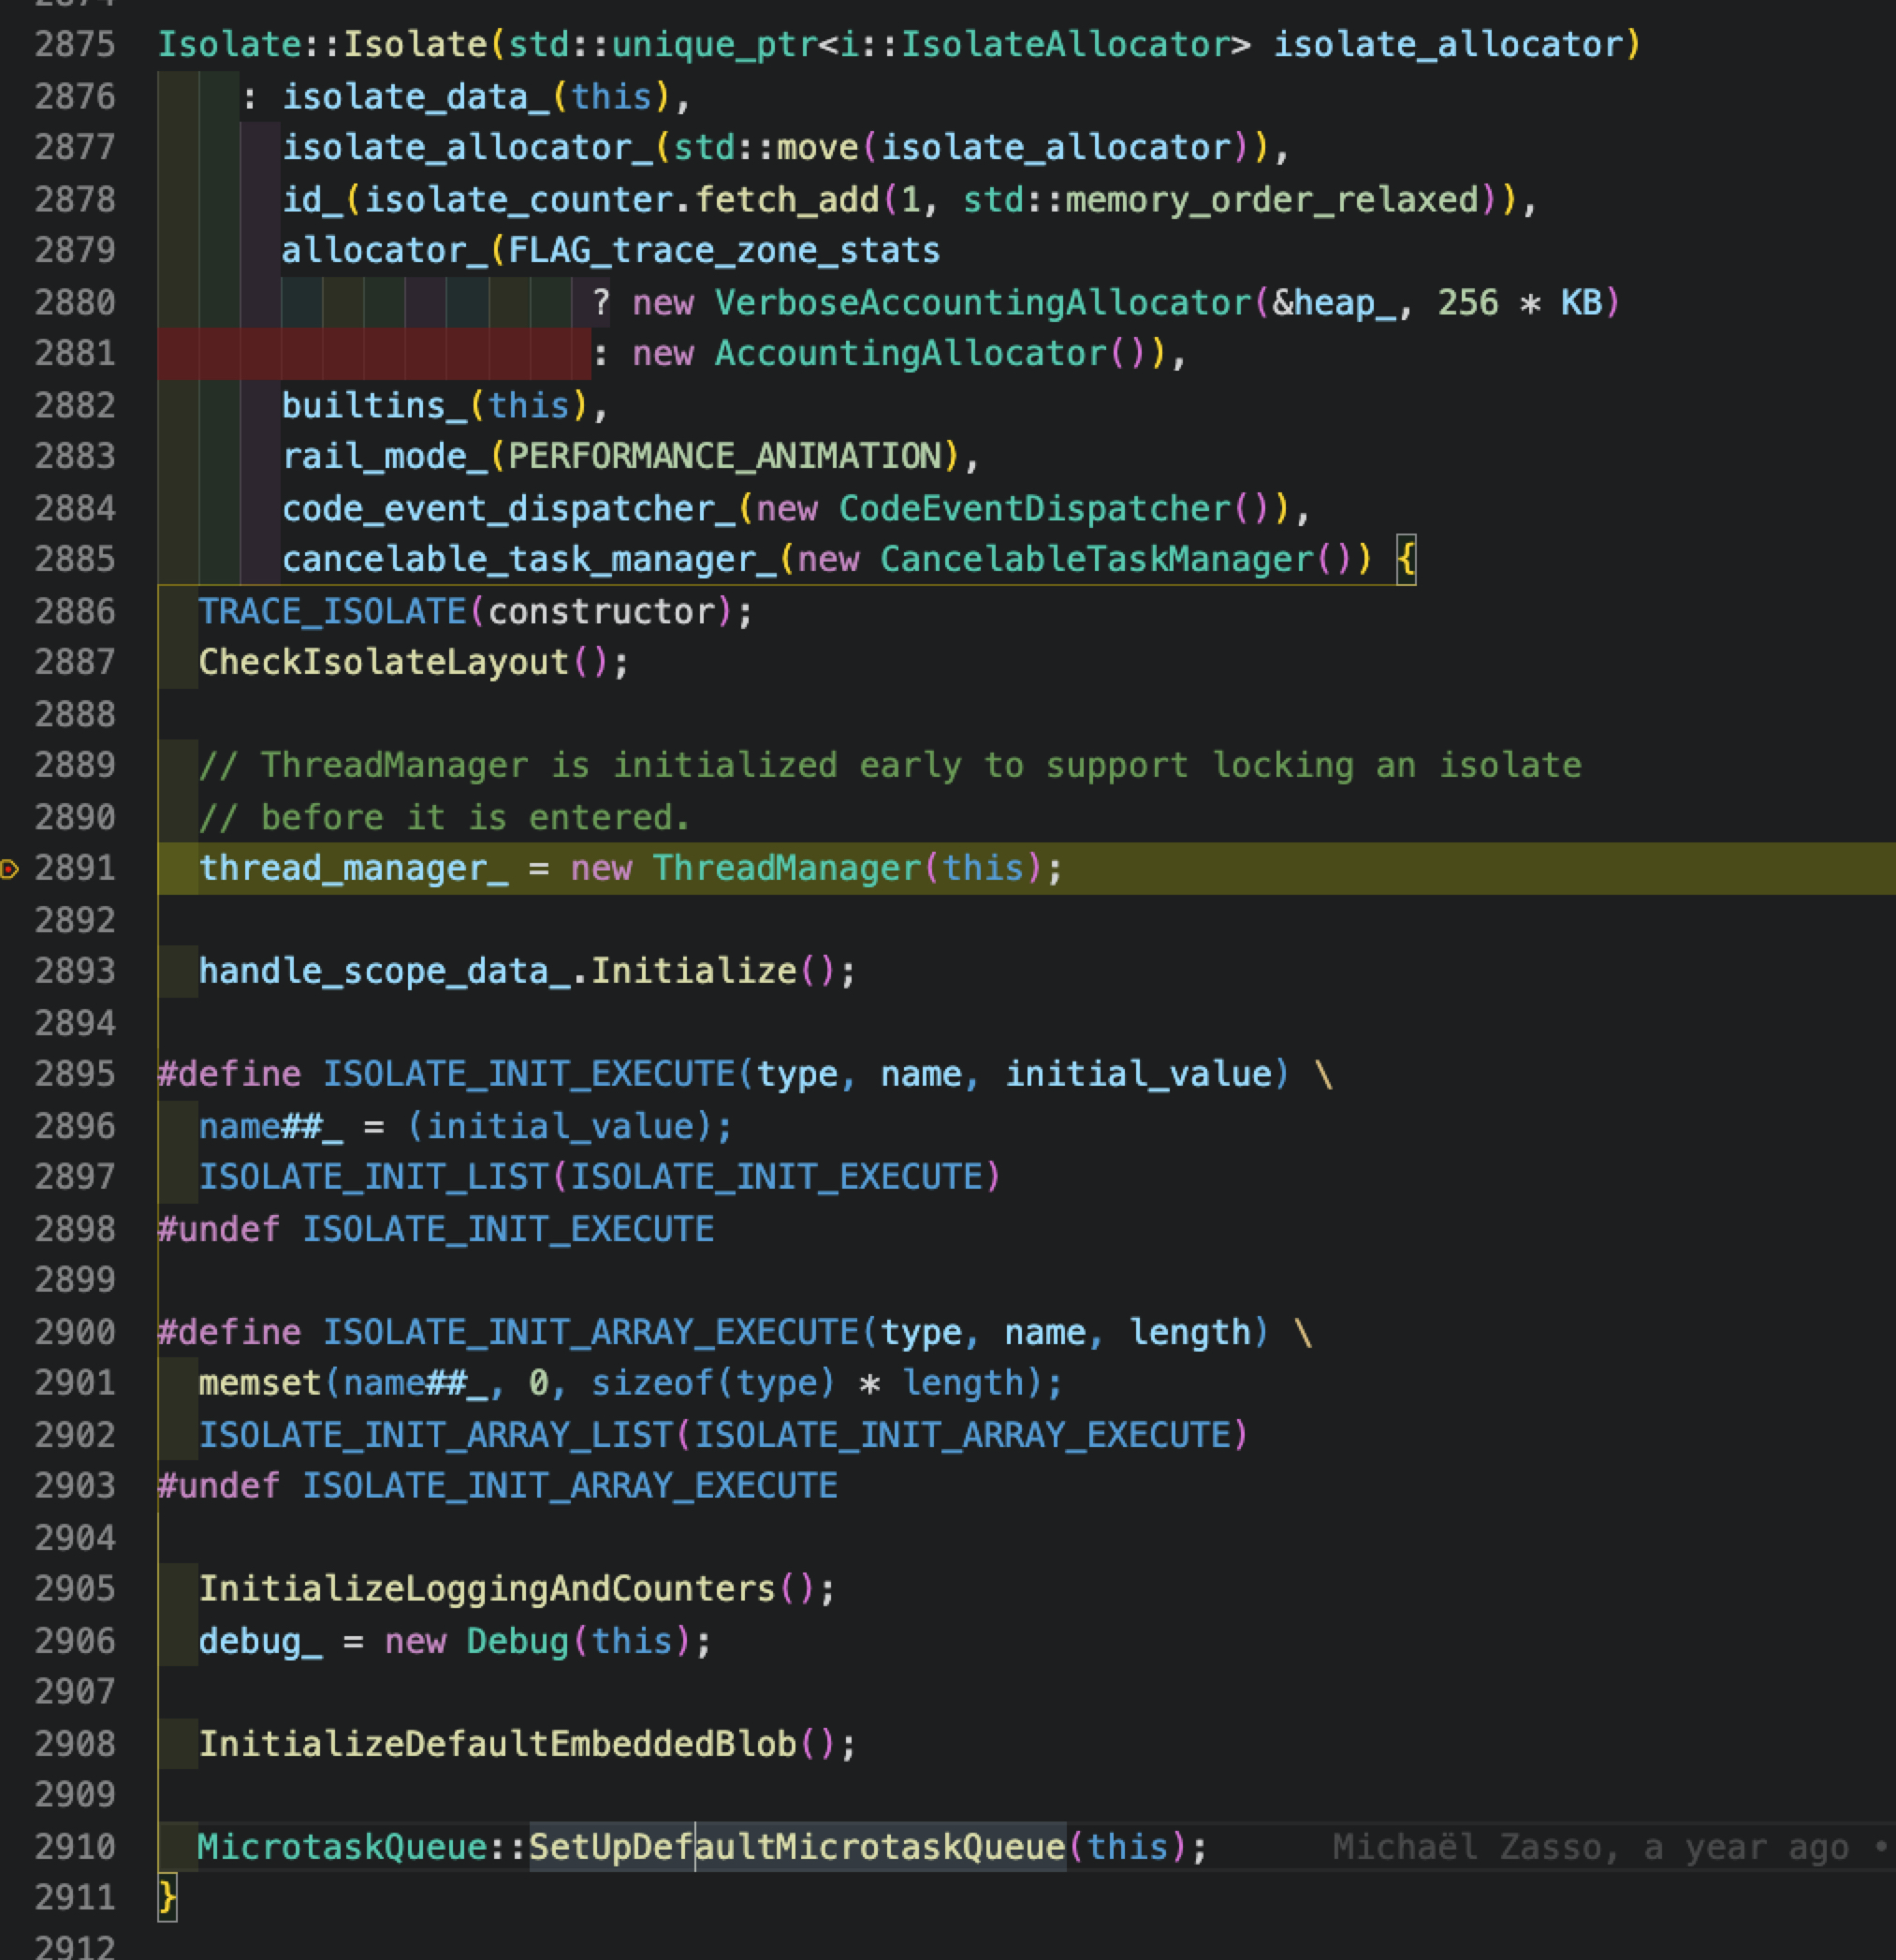 2874
2875 Isolate::Isolate(std::unique_ptr<i::IsolateAllocator> isolate_allocator)
2876     : isolate_data_(this),
2877       isolate_allocator_(std::move(isolate_allocator)),
2878       id_(isolate_counter.fetch_add(1, std::memory_order_relaxed)),
2879       allocator_(FLAG_trace_zone_stats
2880                      ? new VerboseAccountingAllocator(&heap_, 256 * KB)
2881                      : new AccountingAllocator()),
2882       builtins_(this),
2883       rail_mode_(PERFORMANCE_ANIMATION),
2884       code_event_dispatcher_(new CodeEventDispatcher()),
2885       cancelable_task_manager_(new CancelableTaskManager()) {
2886   TRACE_ISOLATE(constructor);
2887   CheckIsolateLayout();
2888
2889   // ThreadManager is initialized early to support locking an isolate
2890   // before it is entered.
2891   thread_manager_ = new ThreadManager(this);
2892
2893   handle_scope_data_.Initialize();
2894
2895 #define ISOLATE_INIT_EXECUTE(type, name, initial_value) \
2896   name##_ = (initial_value);
2897   ISOLATE_INIT_LIST(ISOLATE_INIT_EXECUTE)
2898 #undef ISOLATE_INIT_EXECUTE
2899
2900 #define ISOLATE_INIT_ARRAY_EXECUTE(type, name, length) \
2901   memset(name##_, 0, sizeof(type) * length);
2902   ISOLATE_INIT_ARRAY_LIST(ISOLATE_INIT_ARRAY_EXECUTE)
2903 #undef ISOLATE_INIT_ARRAY_EXECUTE
2904
2905   InitializeLoggingAndCounters();
2906   debug_ = new Debug(this);
2907
2908   InitializeDefaultEmbeddedBlob();
2909
2910   MicrotaskQueue::SetUpDefaultMicrotaskQueue(this);      Michaël Zasso, a year ago •
2911 }
2912